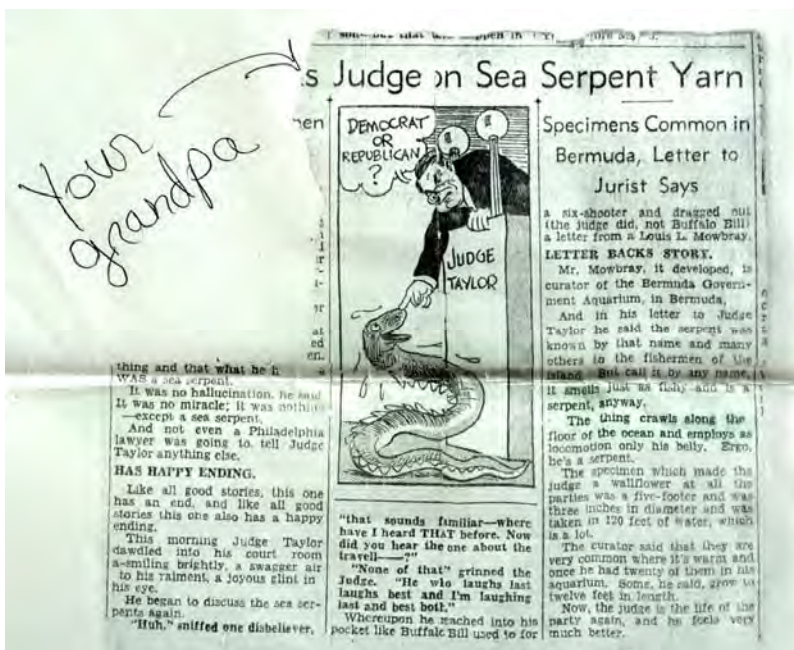 Your
grandpa
s Judge on Sea Serpent Yarn
DEMOCRAT
OR
REPUBLICAN
?
JUDGE
TAYLOR
thing and that what he h
WAS a sea serpent.
It was no hallucination, he said
It was no miracle; it was nothing
—except a sea serpent.
And not even a Philadelphia
lawyer was going to tell Judge
Taylor anything else.
HAS HAPPY ENDING.
Like all good stories, this one
has an end, and like all good
stories this one also has a happy
ending.
This morning Judge Taylor
dawdled into his court room
a-smiling brightly, a swagger air
to his raiment, a joyous glint in
his eye.
He began to discuss the sea ser-
pents again.
"Huh," sniffed one disbeliever,
"that sounds familiar—where
have I heard THAT before. Now
did you hear the one about the
travell——?"
"None of that" grinned the
Judge. "He who laughs last
laughs best and I'm laughing
last and best both."
Whereupon he reached into his
pocket like Buffalo Bill used to for
Specimens Common in
Bermuda, Letter to
Jurist Says
a six-shooter and dragged out
(the judge did, not Buffalo Bill)
a letter from a Louis L. Mowbray.
LETTER BACKS STORY.
Mr. Mowbray, it developed, is
curator of the Bermuda Govern-
ment Aquarium, in Bermuda.
And in his letter to Judge
Taylor he said the serpent was
known by that name and many
others to the fishermen of the
island. But call it by any name,
it smells just as fishy and is a
serpent, anyway.
The thing crawls along the
floor of the ocean and employs as
locomotion only his belly. Ergo,
he's a serpent.
The specimen which made the
judge a wallflower at all the
parties was a five-footer and was
three inches in diameter and was
taken in 120 feet of water, which
is a lot.
The curator said that they are
very common where it's warm and
once he had twenty of them in his
aquarium. Some, he said, grow to
twelve feet in length.
Now, the judge is the life of the
party again, and he feels very
much better.